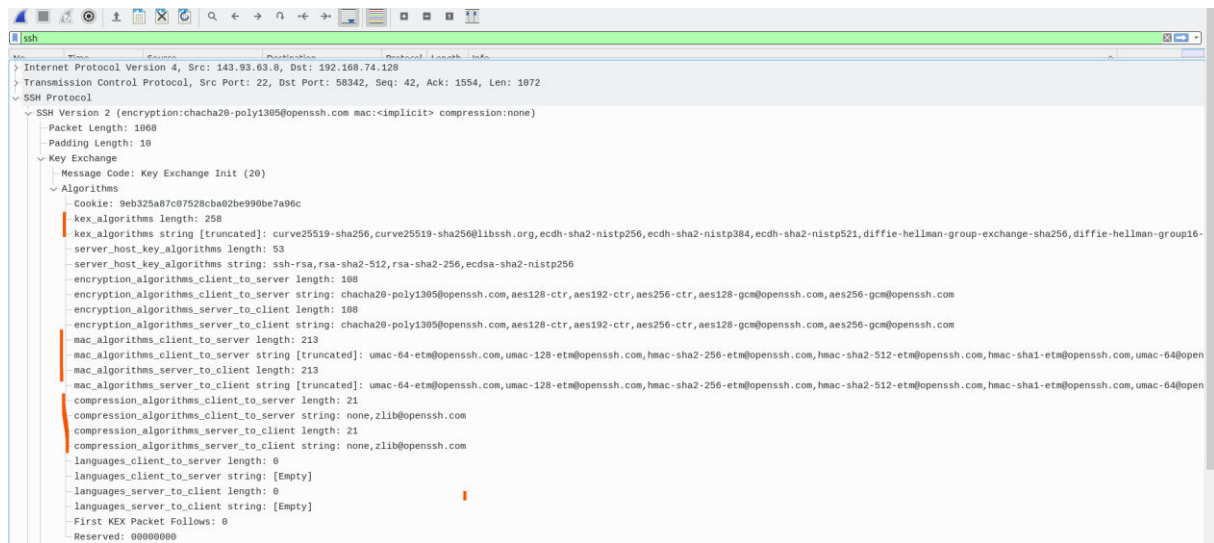 ssh
No. Time Source Destination Protocol Length Info
Internet Protocol Version 4, Src: 143.93.63.8, Dst: 192.168.74.128
Transmission Control Protocol, Src Port: 22, Dst Port: 58342, Seq: 42, Ack: 1554, Len: 1072
SSH Protocol
SSH Version 2 (encryption:chacha20-poly1305@openssh.com mac:<implicit> compression:none)
Packet Length: 1068
Padding Length: 10
Key Exchange
Message Code: Key Exchange Init (20)
Algorithms
Cookie: 9eb325a87c07528cba02be990be7a96c
kex_algorithms length: 258
kex_algorithms string [truncated]: curve25519-sha256,curve25519-sha256@libssh.org,ecdh-sha2-nistp256,ecdh-sha2-nistp384,ecdh-sha2-nistp521,diffie-hellman-group-exchange-sha256,diffie-hellman-group16-
server_host_key_algorithms length: 53
server_host_key_algorithms string: ssh-rsa,rsa-sha2-512,rsa-sha2-256,ecdsa-sha2-nistp256
encryption_algorithms_client_to_server length: 108
encryption_algorithms_client_to_server string: chacha20-poly1305@openssh.com,aes128-ctr,aes192-ctr,aes256-ctr,aes128-gcm@openssh.com,aes256-gcm@openssh.com
encryption_algorithms_server_to_client length: 108
encryption_algorithms_server_to_client string: chacha20-poly1305@openssh.com,aes128-ctr,aes192-ctr,aes256-ctr,aes128-gcm@openssh.com,aes256-gcm@openssh.com
mac_algorithms_client_to_server length: 213
mac_algorithms_client_to_server string [truncated]: umac-64-etm@openssh.com,umac-128-etm@openssh.com,hmac-sha2-256-etm@openssh.com,hmac-sha2-512-etm@openssh.com,hmac-sha1-etm@openssh.com,umac-64@open
mac_algorithms_server_to_client length: 213
mac_algorithms_server_to_client string [truncated]: umac-64-etm@openssh.com,umac-128-etm@openssh.com,hmac-sha2-256-etm@openssh.com,hmac-sha2-512-etm@openssh.com,hmac-sha1-etm@openssh.com,umac-64@open
compression_algorithms_client_to_server length: 21
compression_algorithms_client_to_server string: none,zlib@openssh.com
compression_algorithms_server_to_client length: 21
compression_algorithms_server_to_client string: none,zlib@openssh.com
languages_client_to_server length: 0
languages_client_to_server string: [Empty]
languages_server_to_client length: 0
languages_server_to_client string: [Empty]
First KEX Packet Follows: 0
Reserved: 00000000